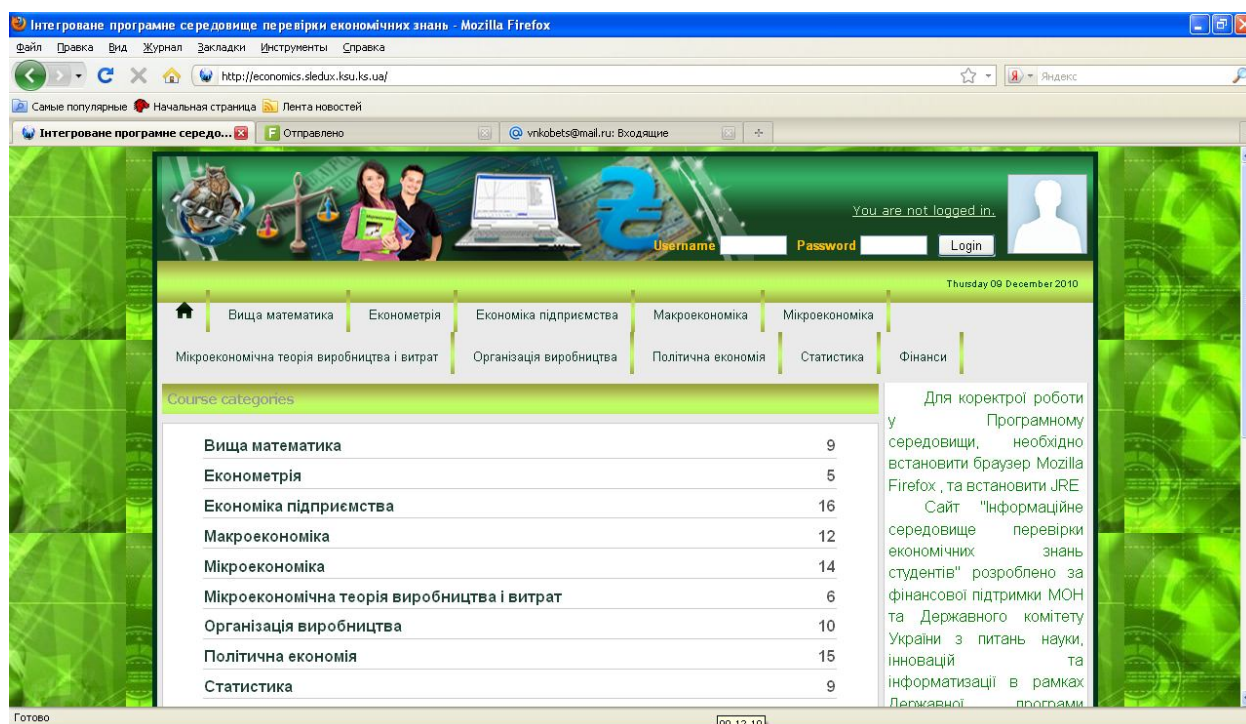 Інтегроване програмне середовище перевірки економічних знань - Mozilla Firefox
Файл Правка Вид Журнал Закладки Инструменты Справка
http://economics.sledux.ksu.ks.ua/ Яндекс
Самые популярные Начальная страница Лента новостей
Інтегроване програмне середо... Отправлено vnkobets@mail.ru: Входящие
You are not logged in.
Username Password Login
Thursday 09 December 2010
Вища математика Економетрія Економіка підприємства Макроекономіка Мікроекономіка
Мікроекономічна теорія виробництва і витрат Організація виробництва Політична економія Статистика Фінанси
Course categories
Вища математика 9
Економетрія 5
Економіка підприємства 16
Макроекономіка 12
Мікроекономіка 14
Мікроекономічна теорія виробництва і витрат 6
Організація виробництва 10
Політична економія 15
Статистика 9
Для коректрої роботи
у Програмному
середовищи, необхідно
встановити браузер Mozilla
Firefox , та встановити JRE
Сайт "Інформаційне
середовище перевірки
економічних знань
студентів" розроблено за
фінансової підтримки МОН
та Державного комітету
України з питань науки,
інновацій та
інформатизації в рамках
Державної програми
Готово